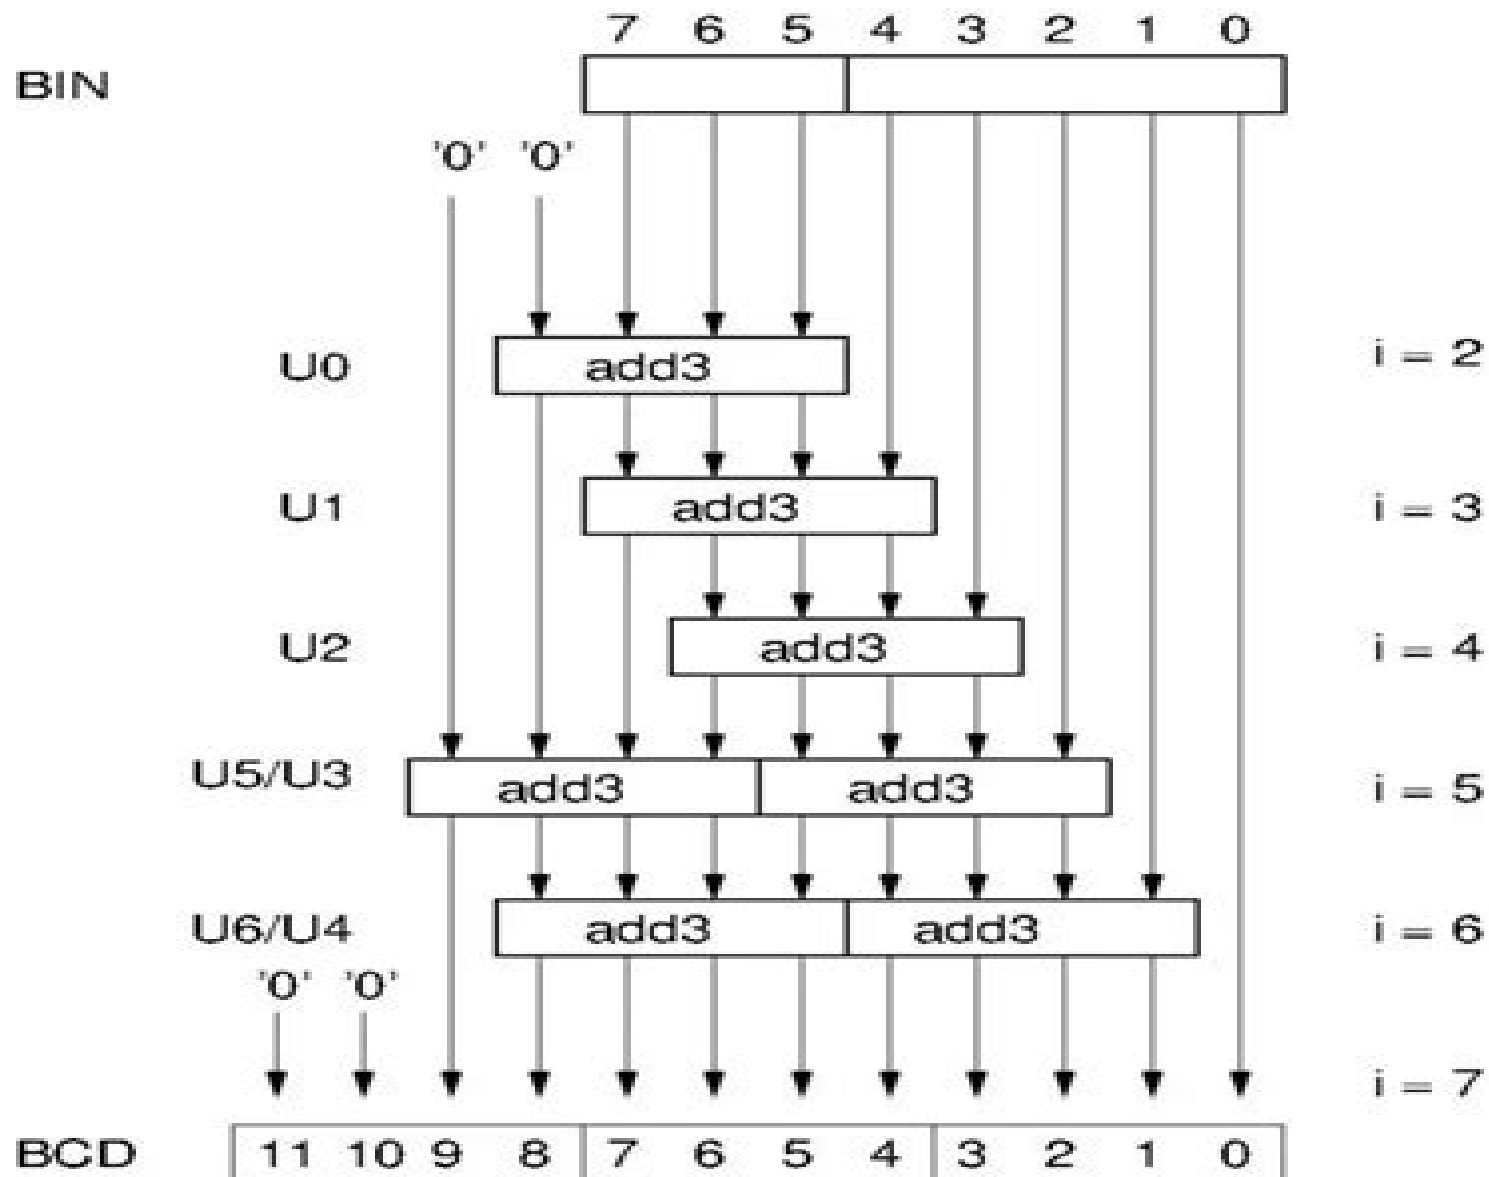 7 6 5 4 3 2 1 0
BIN
'0' '0'
U0 add3 i = 2
U1 add3 i = 3
U2 add3 i = 4
U5/U3 add3 add3 i = 5
U6/U4 add3 add3 i = 6
'0' '0'
i = 7
BCD 11 10 9 8 7 6 5 4 3 2 1 0